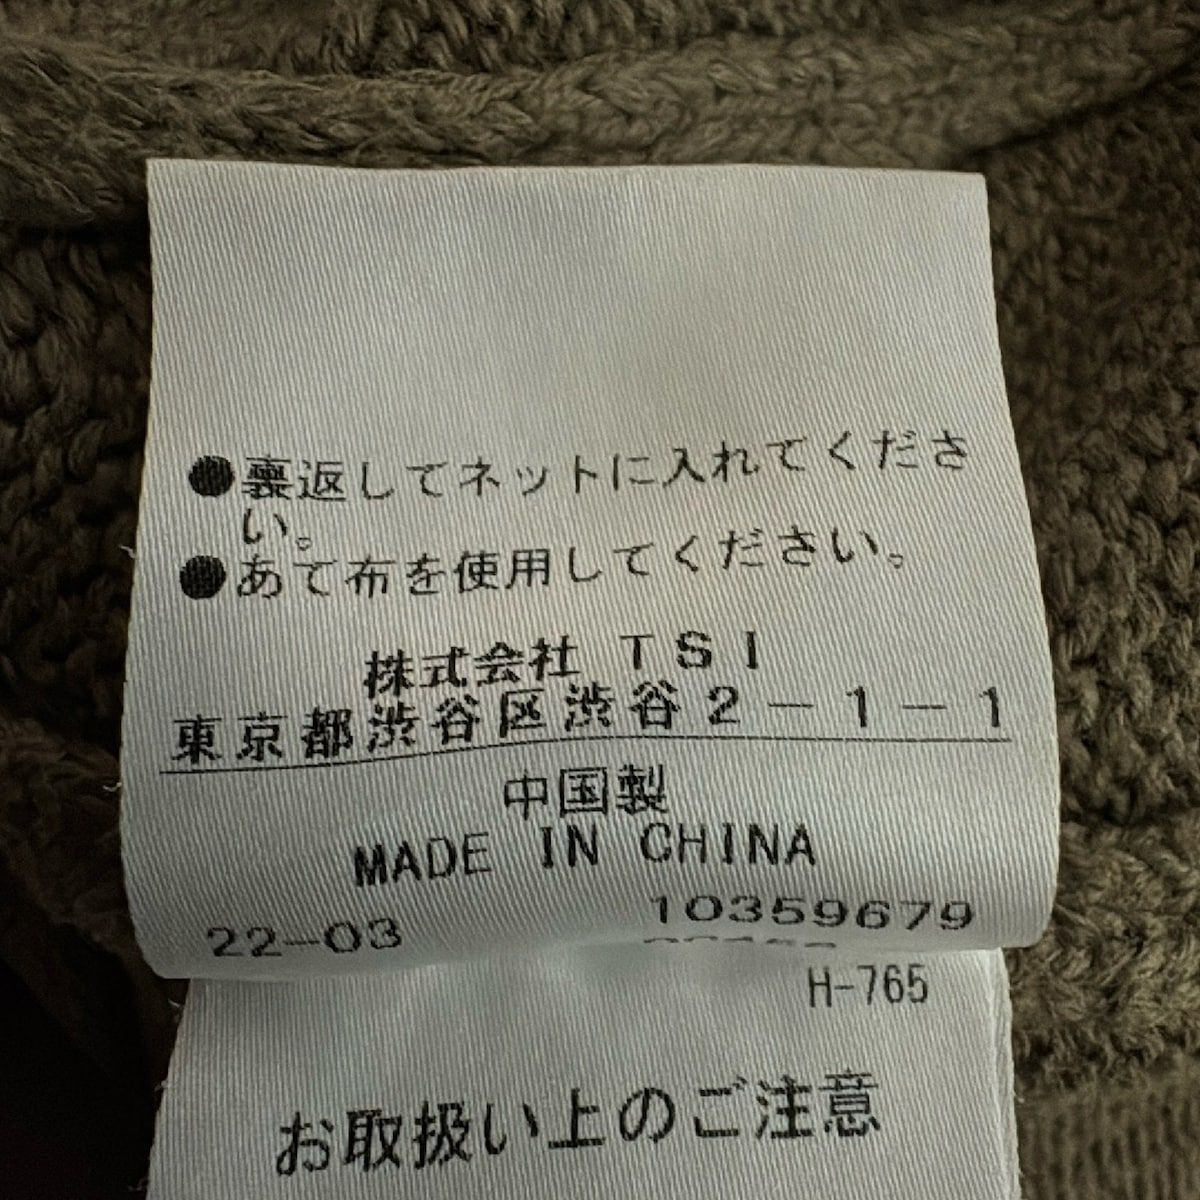 ●裏返してネットに入れてくださ
い。
●あて布を使用してください。
株式会社 TSI
東京都渋谷区渋谷2-1-1
中国製
MADE IN CHINA
22-03 10359679
H-765
お取扱い上のご注意